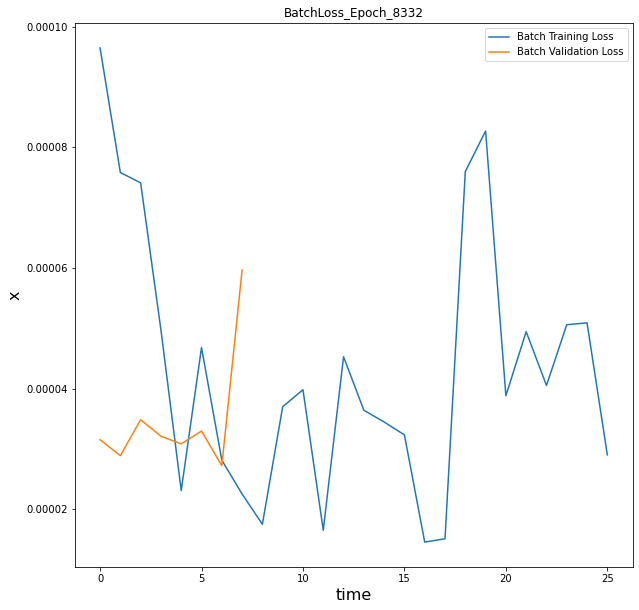 BatchLoss_Epoch_8332
Batch Training Loss
Batch Validation Loss
0.00010
0.00008
0.00006
0.00004
0.00002
x
0 5 10 15 20 25
time